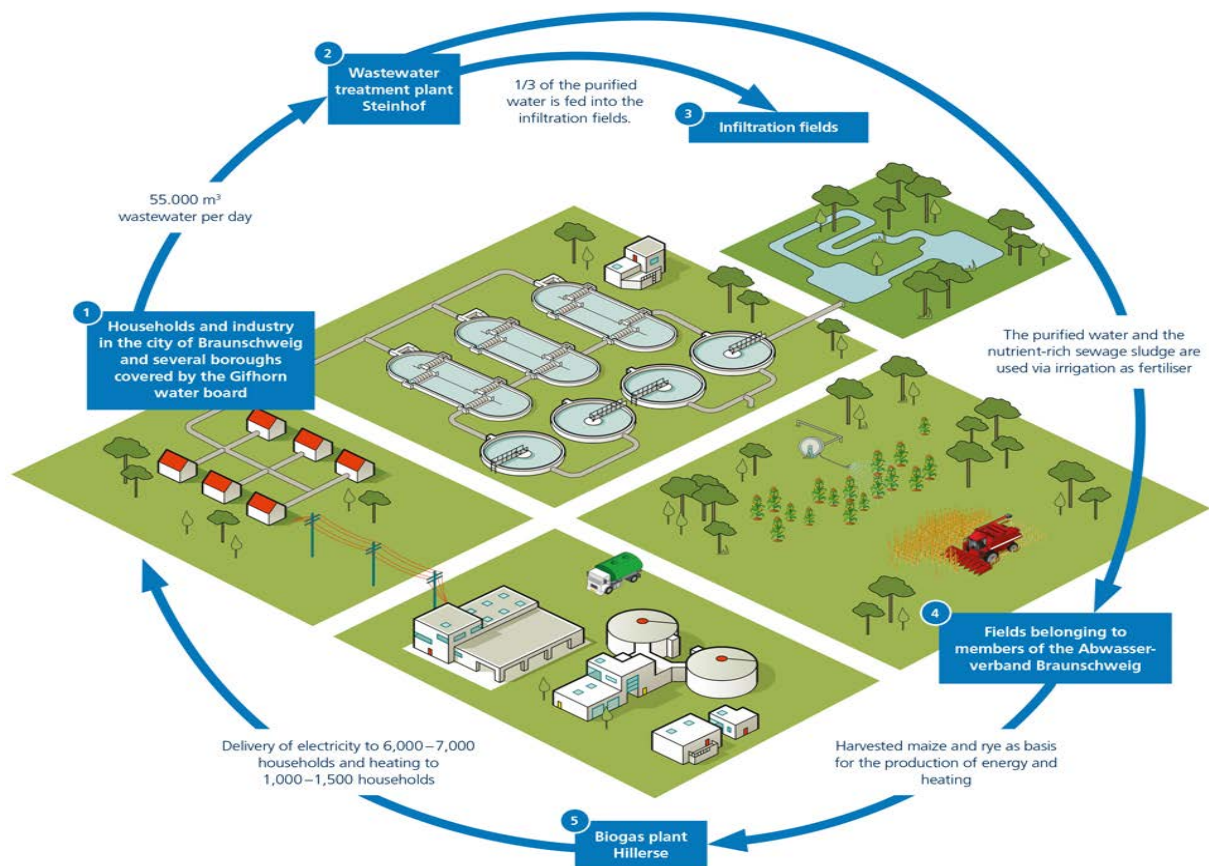 2
Wastewater
treatment plant
Steinhof
1/3 of the purified
water is fed into the
infiltration fields.
3
Infiltration fields
55.000 m³
wastewater per day
1
Households and industry
in the city of Braunschweig
and several boroughs
covered by the Gifhorn
water board
The purified water and the
nutrient-rich sewage sludge are
used via irrigation as fertiliser
4
Fields belonging to
members of the Abwasser-
verband Braunschweig
Delivery of electricity to 6,000–7,000
households and heating to
1,000–1,500 households
Harvested maize and rye as basis
for the production of energy and
heating
5
Biogas plant
Hillerse